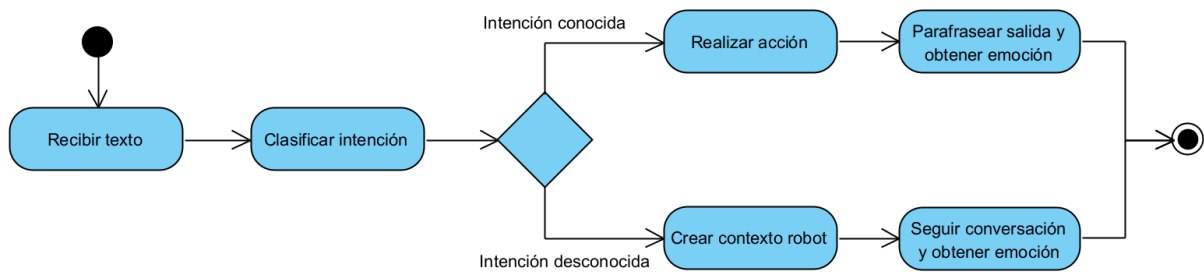 Intención conocida
Realizar acción
Parafrasear salida y
obtener emoción
Recibir texto
Clasificar intención
Crear contexto robot
Seguir conversación
y obtener emoción
Intención desconocida